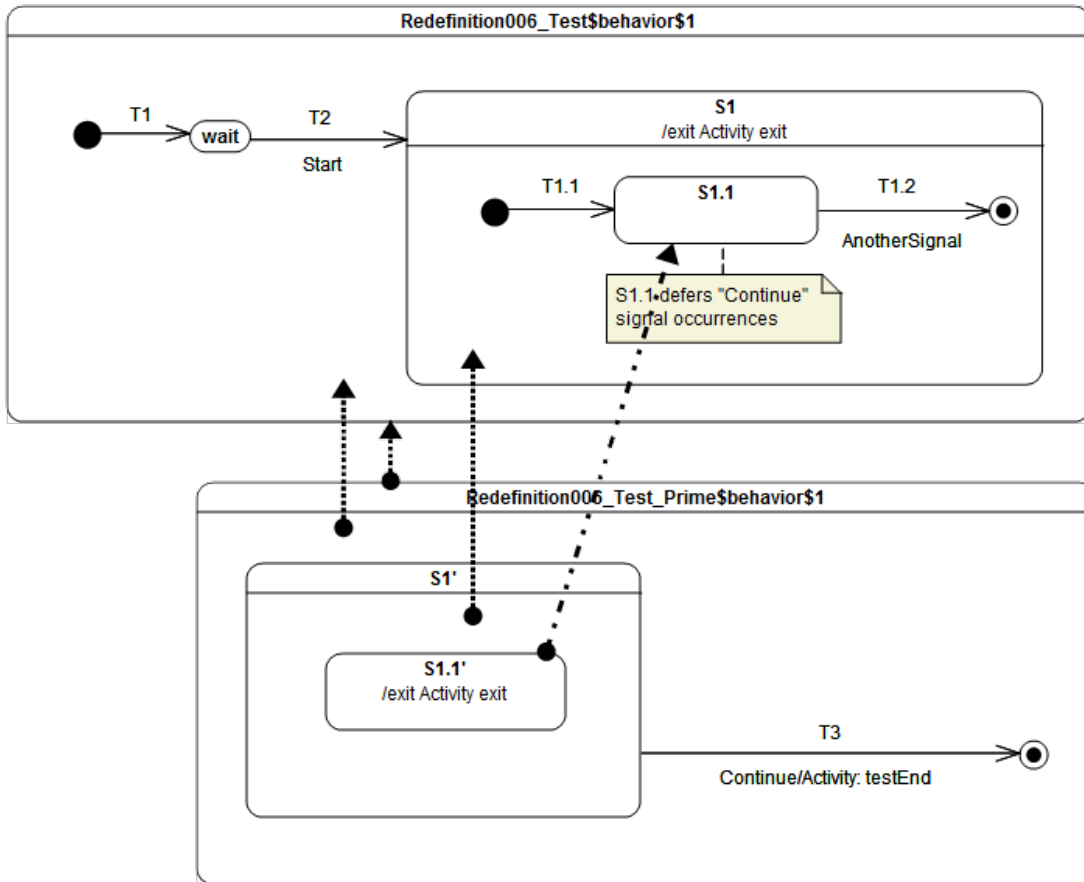 Redefinition006_Test$behavior$1
T1
wait
T2
Start
S1
/exit Activity exit
T1.1
S1.1
T1.2
AnotherSignal
S1.1 defers "Continue"
signal occurrences
Redefinition006_Test_Prime$behavior$1
S1'
S1.1'
/exit Activity exit
T3
Continue/Activity: testEnd